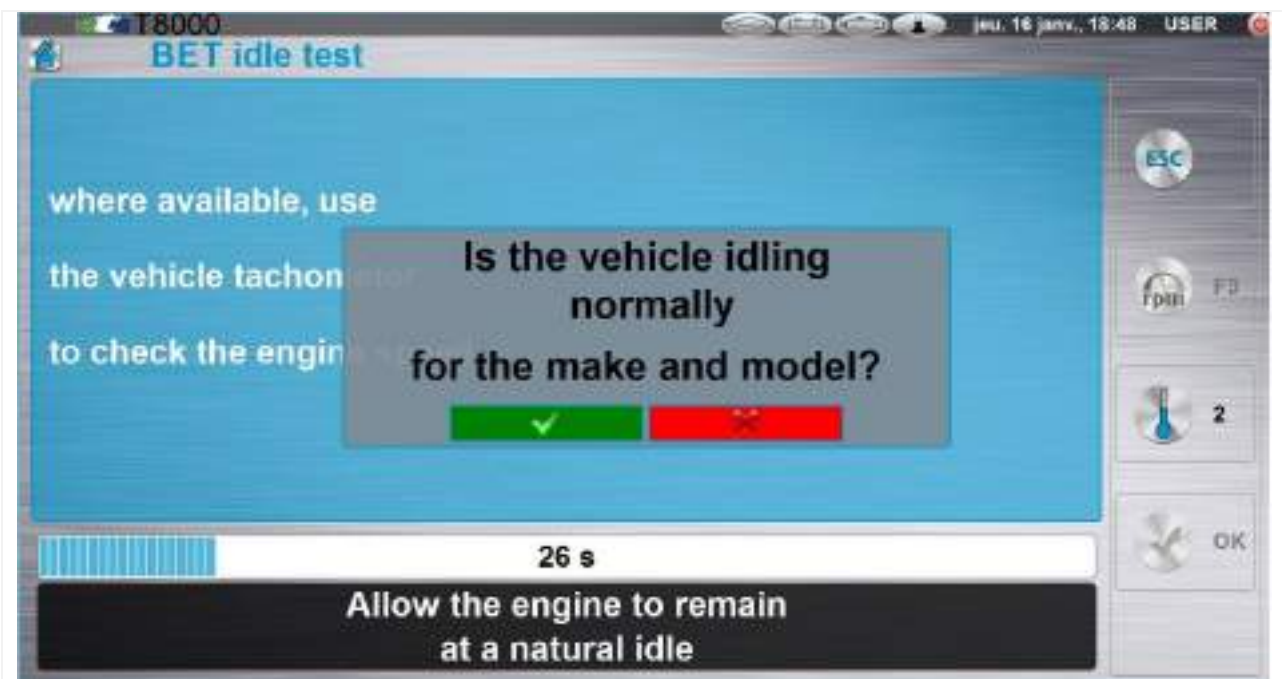 T8000
jeu. 16 janv., 18:48 USER
BET idle test
ESC
where available, use
the vehicle tachom
to check the engin
Is the vehicle idling
normally
for the make and model?
rpm F3
2
OK
26 s
Allow the engine to remain
at a natural idle